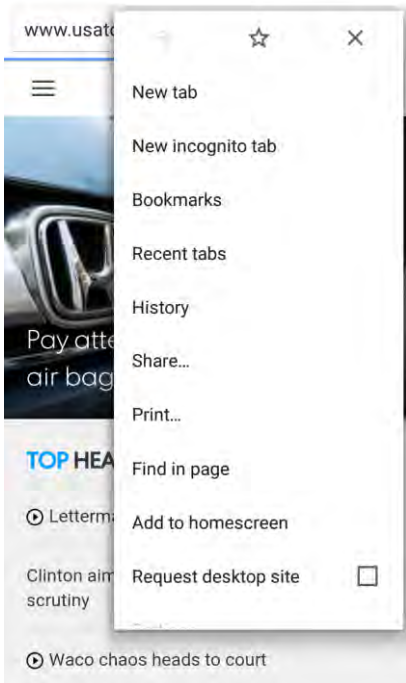 www.usato
New tab
New incognito tab
Bookmarks
Recent tabs
History
Share...
Print...
Find in page
Add to homescreen
Request desktop site
Pay atte
air bag
TOP HEA
Letterma
Clinton aim
scrutiny
Waco chaos heads to court